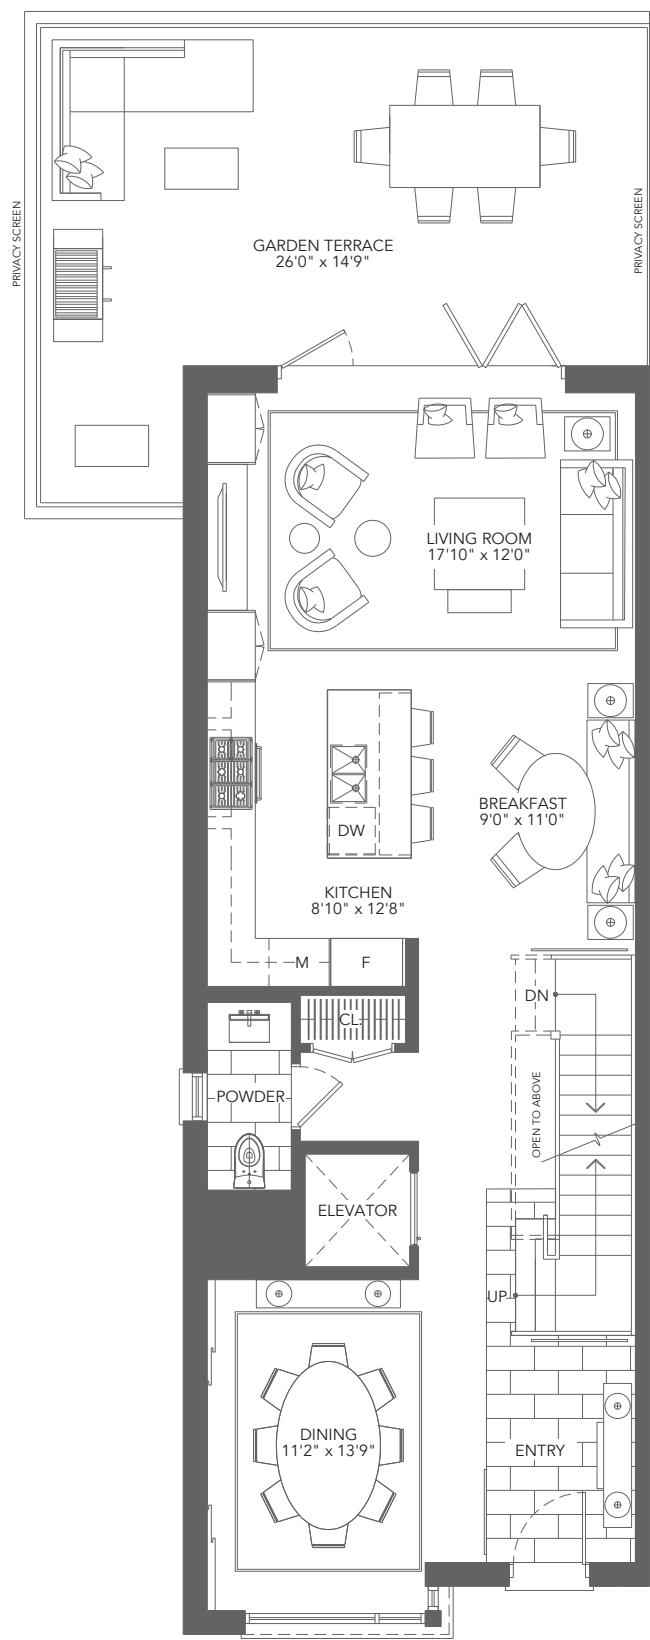 PRIVACY SCREEN
PRIVACY SCREEN
GARDEN TERRACE
26'0" x 14'9"
LIVING ROOM
17'10" x 12'0"
BREAKFAST
9'0" x 11'0"
DW
KITCHEN
8'10" x 12'8"
M
F
DN
CL.
POWDER
OPEN TO ABOVE
ELEVATOR
UP
DINING
11'2" x 13'9"
ENTRY